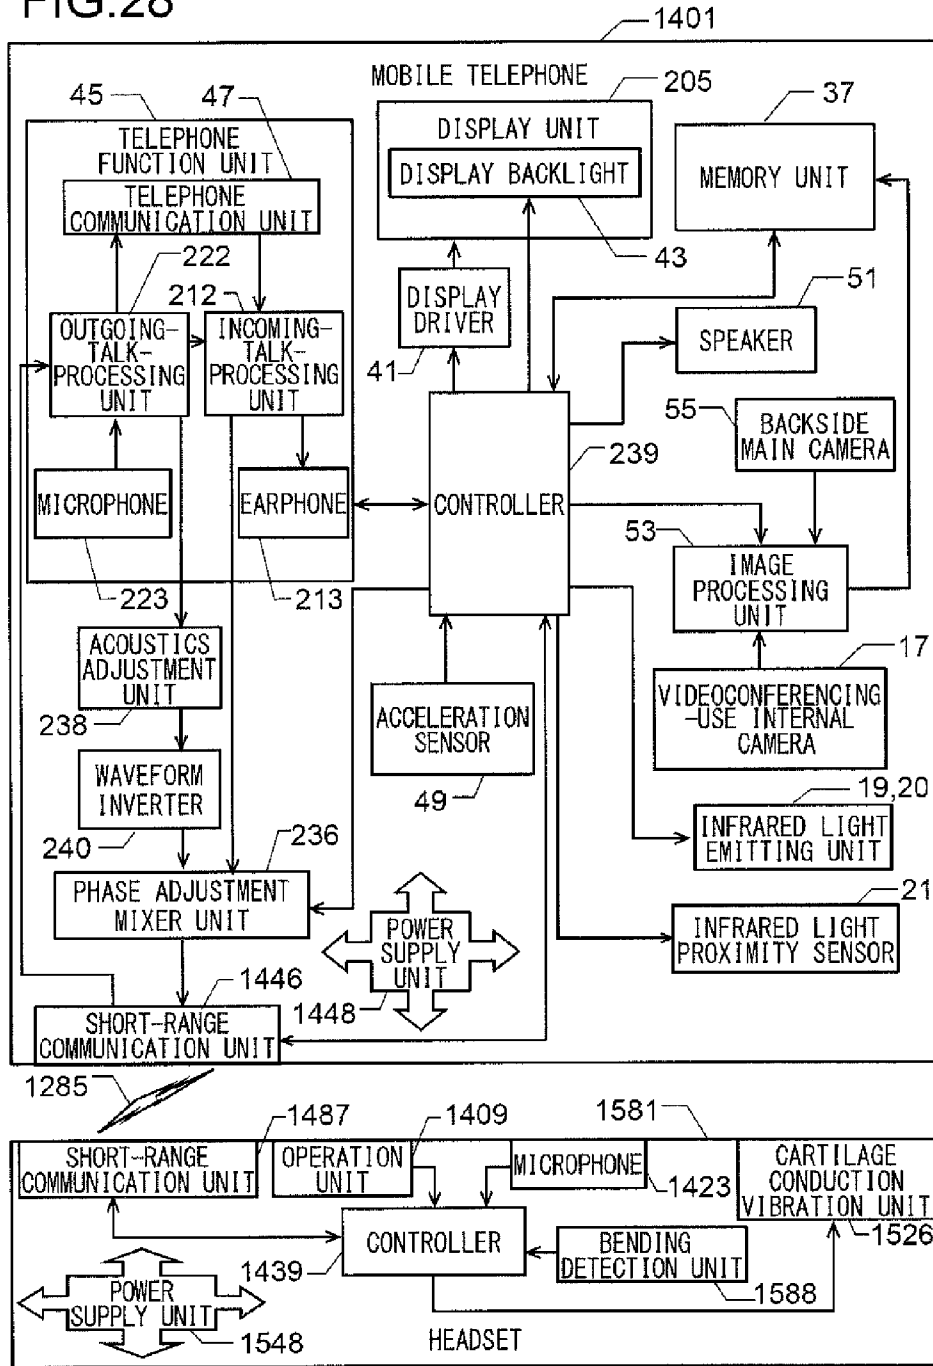 FIG.28
1401
MOBILE TELEPHONE
45
47
205
37
TELEPHONE
FUNCTION UNIT
TELEPHONE
COMMUNICATION UNIT
DISPLAY UNIT
DISPLAY BACKLIGHT
MEMORY UNIT
222
212
43
51
OUTGOING-
TALK-
PROCESSING
UNIT
INCOMING-
TALK-
PROCESSING
UNIT
DISPLAY
DRIVER
41
SPEAKER
55
BACKSIDE
MAIN CAMERA
239
MICROPHONE
EARPHONE
CONTROLLER
53
IMAGE
PROCESSING
UNIT
223
213
ACOUSTICS
ADJUSTMENT
UNIT
238
17
VIDEOCONFERENCING
-USE INTERNAL
CAMERA
ACCELERATION
SENSOR
49
WAVEFORM
INVERTER
240
236
19,20
INFRARED LIGHT
EMITTING UNIT
PHASE ADJUSTMENT
MIXER UNIT
21
INFRARED LIGHT
PROXIMITY SENSOR
POWER
SUPPLY
UNIT
1448
1446
SHORT-RANGE
COMMUNICATION UNIT
1285
1487
1409
1581
SHORT-RANGE
COMMUNICATION UNIT
OPERATION
UNIT
MICROPHONE
1423
CARTILAGE
CONDUCTION
VIBRATION UNIT
1526
CONTROLLER
1439
BENDING
DETECTION UNIT
1588
POWER
SUPPLY UNIT
1548
HEADSET